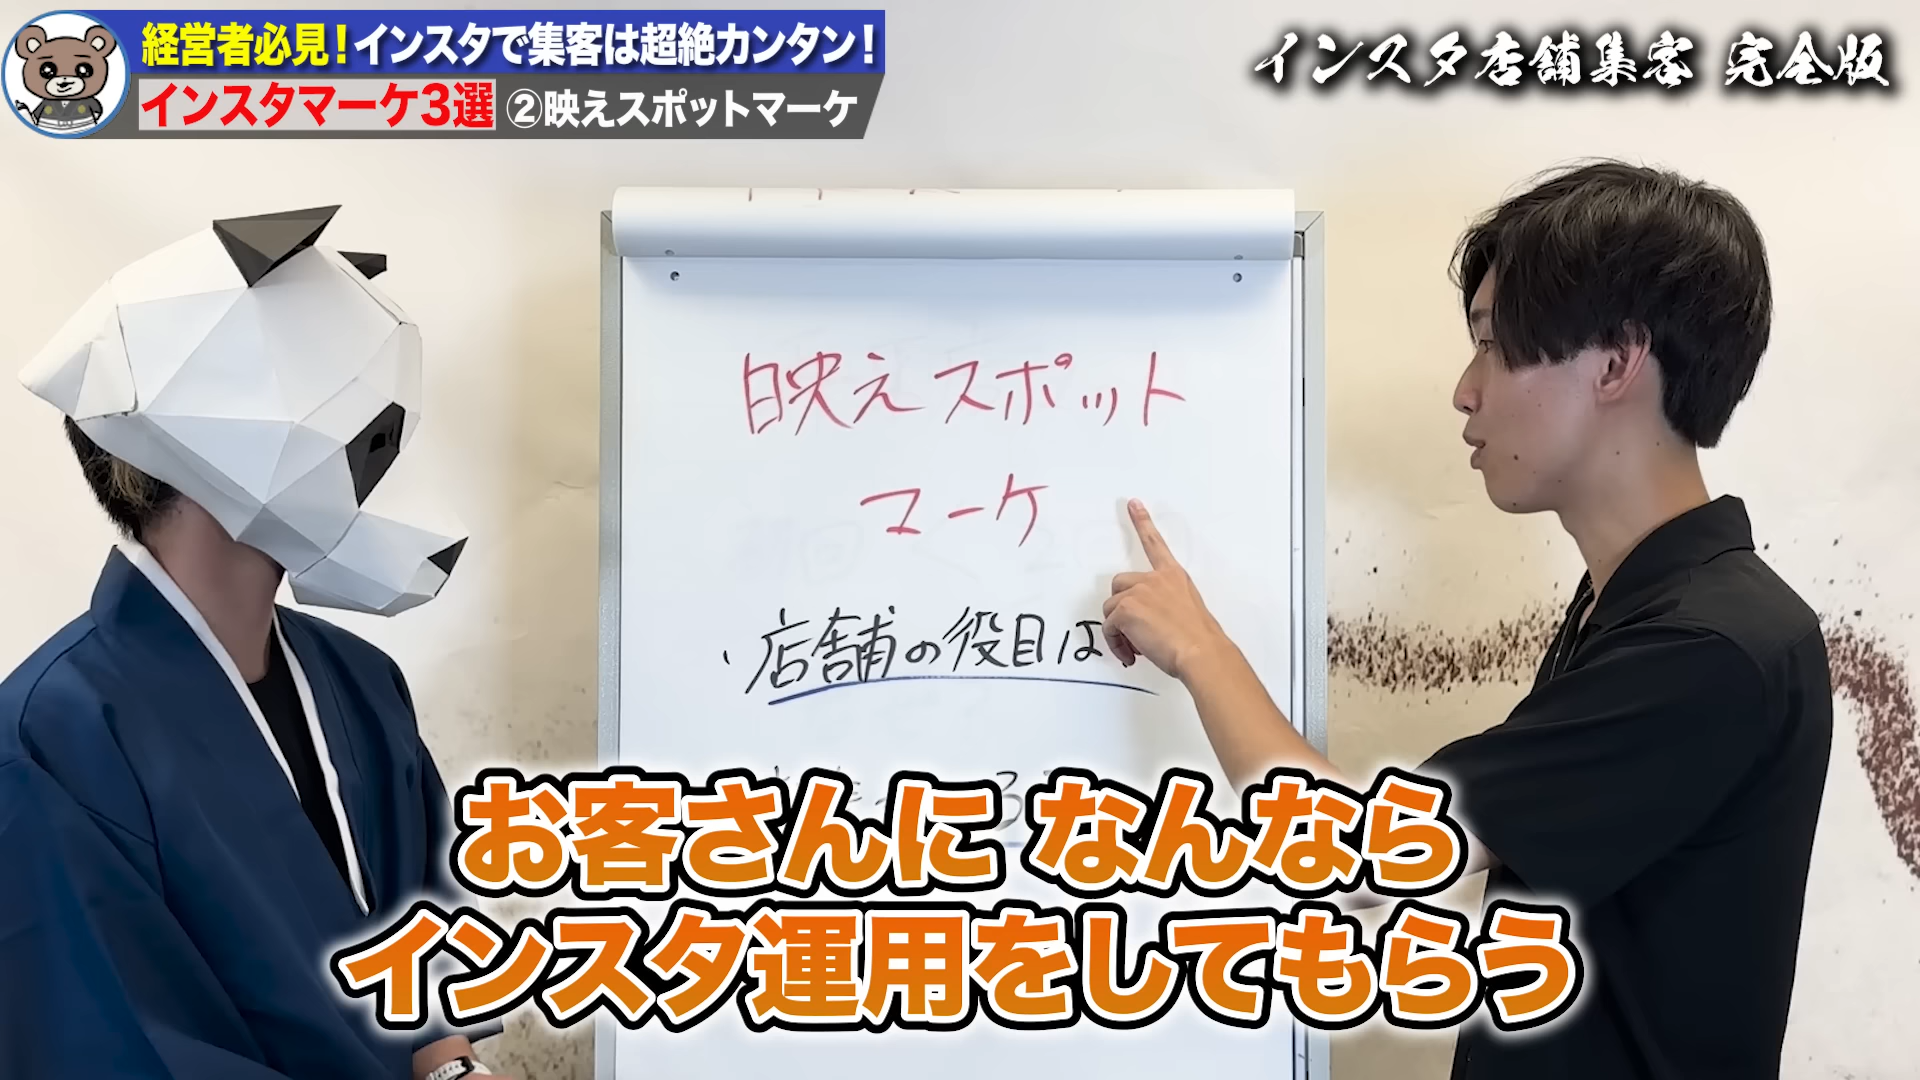 経営者必見！インスタで集客は超絶カンタン！
インスタマーケ3選 ②映えスポットマーケ
インスタ店舗集客 完全版
映えスポット
マーケ
・店舗の役目は
お客さんに なんなら
インスタ運用をしてもらう